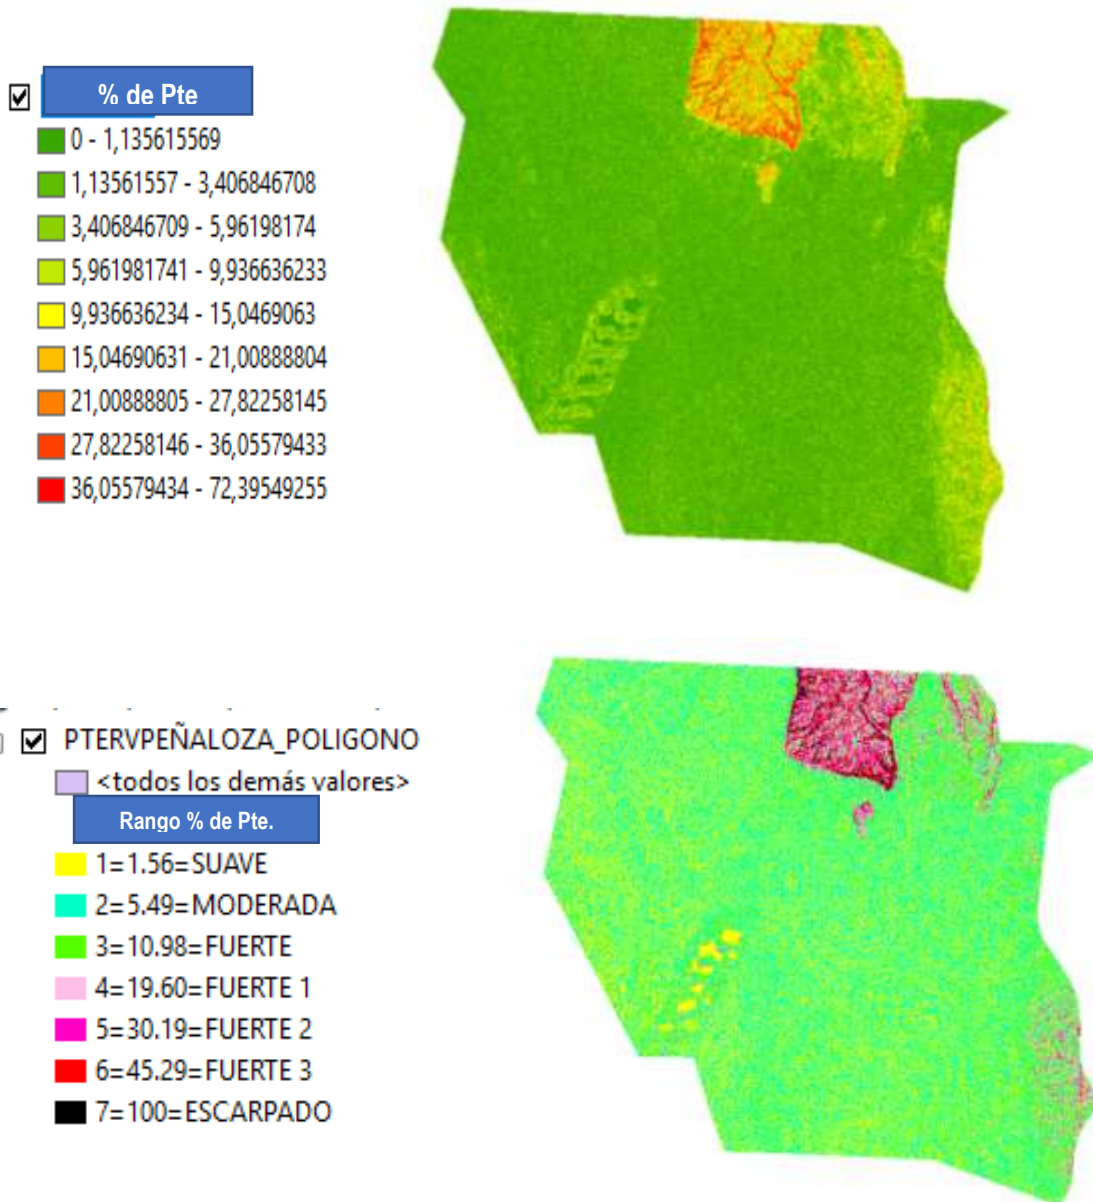 % de Pte
0 - 1,135615569
1,13561557 - 3,406846708
3,406846709 - 5,96198174
5,961981741 - 9,936636233
9,936636234 - 15,0469063
15,04690631 - 21,00888804
21,00888805 - 27,82258145
27,82258146 - 36,05579433
36,05579434 - 72,39549255
PTERVPEÑALOZA_POLIGONO
<todos los demás valores>
Rango % de Pte.
1=1.56=SUAVE
2=5.49=MODERADA
3=10.98=FUERTE
4=19.60=FUERTE 1
5=30.19=FUERTE 2
6=45.29=FUERTE 3
7=100=ESCARPADO